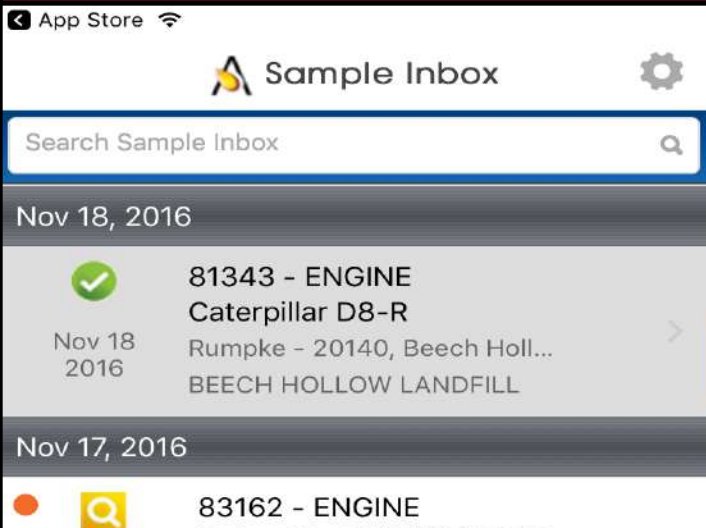 App Store
Sample Inbox
Search Sample Inbox
Nov 18, 2016
81343 - ENGINE
Caterpillar D8-R
Nov 18
2016
Rumpke - 20140, Beech Holl...
BEECH HOLLOW LANDFILL
Nov 17, 2016
83162 - ENGINE